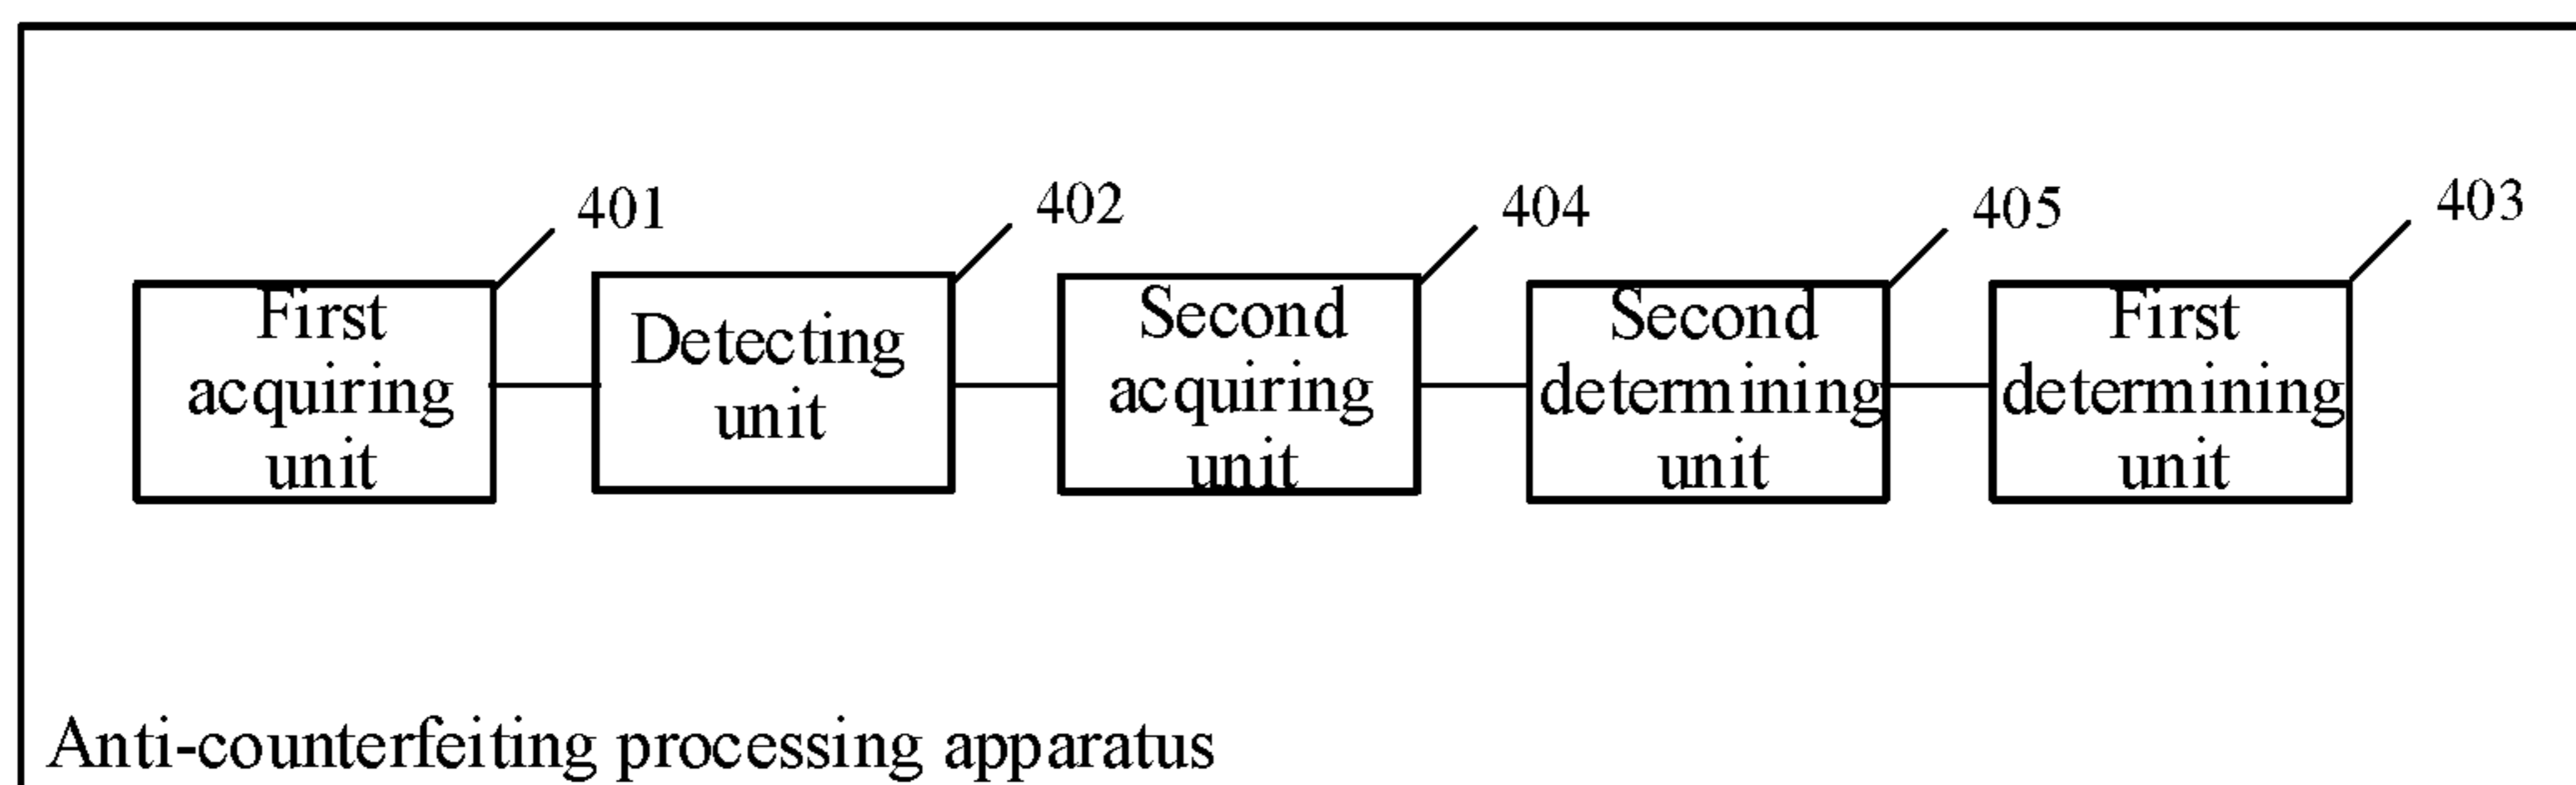 401
402
404
405
403
First
acquiring
unit
Detecting
unit
Second
acquiring
unit
Second
determining
unit
First
determining
unit
Anti-counterfeiting processing apparatus